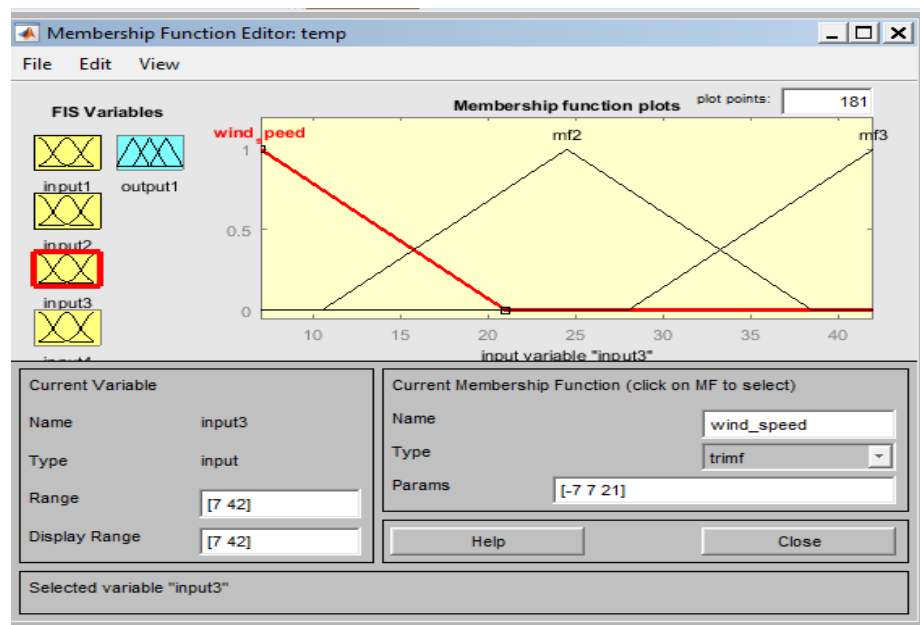 Membership Function Editor: temp
File Edit View
FIS Variables
Membership function plots
plot points: 181
wind_speed mf2 mf3
input1 output1
input2
input3
1
0.5
0
10 15 20 25 30 35 40
input variable "input3"
Current Variable
Name input3
Type input
Range [7 42]
Display Range [7 42]
Current Membership Function (click on MF to select)
Name wind_speed
Type trimf
Params [-7 7 21]
Help Close
Selected variable "input3"